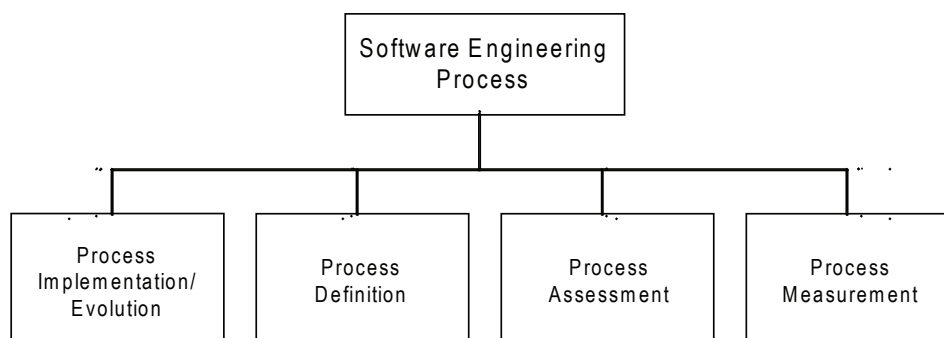 Software Engineering
Process
Process
Implementation/
Evolution
Process
Definition
Process
Assessment
Process
Measurement